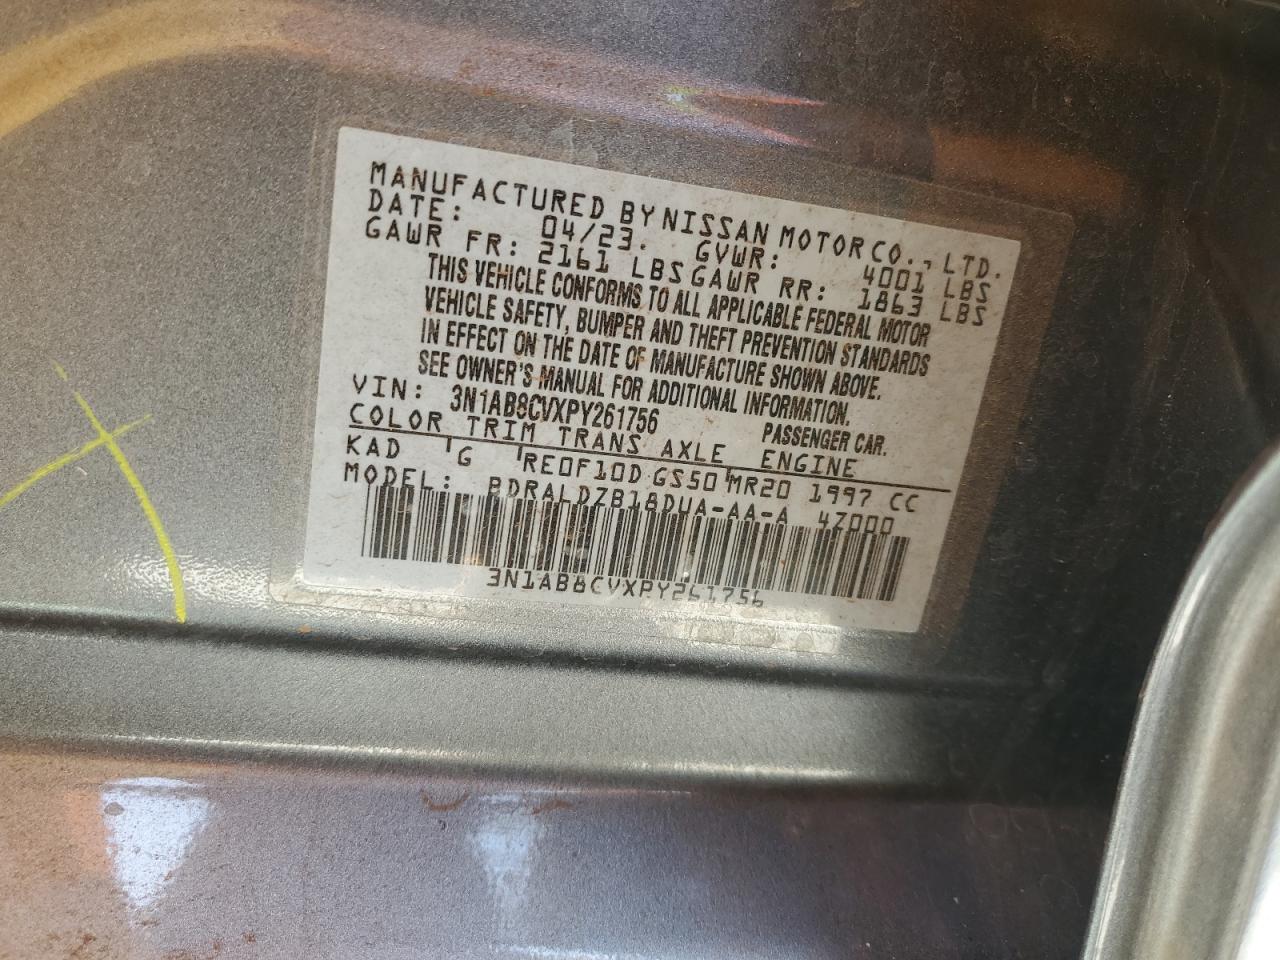 MANUFACTURED BY NISSAN MOTOR CO., LTD.
DATE: 04/23. GVWR: 4001 LBS
GAWR FR: 2161 LBS GAWR RR: 1863 LBS
THIS VEHICLE CONFORMS TO ALL APPLICABLE FEDERAL MOTOR
VEHICLE SAFETY, BUMPER AND THEFT PREVENTION STANDARDS
IN EFFECT ON THE DATE OF MANUFACTURE SHOWN ABOVE.
SEE OWNER'S MANUAL FOR ADDITIONAL INFORMATION.
VIN: 3N1AB8CVXPY261756 PASSENGER CAR.
COLOR TRIM TRANS AXLE ENGINE
KAD G RE0F10D GS50 MR20 1997 CC
MODEL: BDRALDZB18DUA-AA-A 4Z000
3N1AB8CVXPY261756